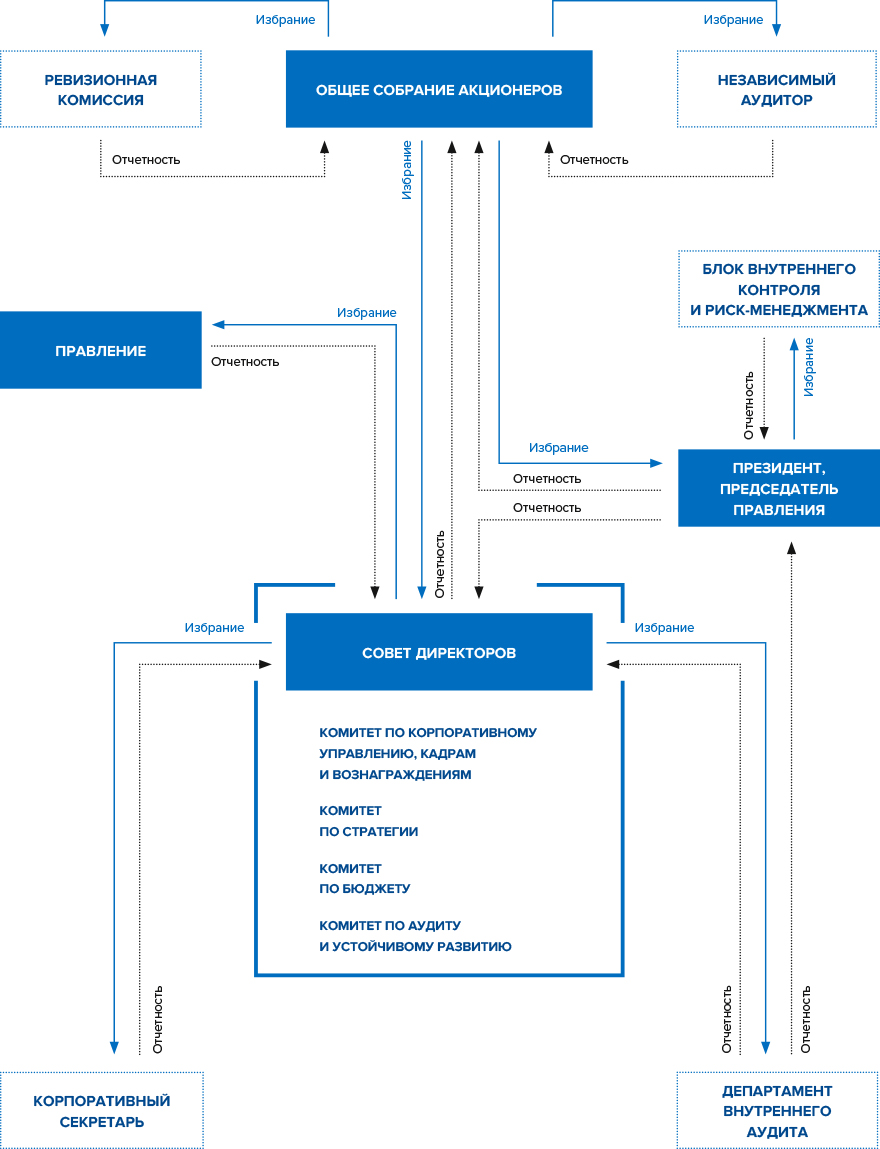 Избрание
Избрание
РЕВИЗИОННАЯ
КОМИССИЯ
ОБЩЕЕ СОБРАНИЕ АКЦИОНЕРОВ
НЕЗАВИСИМЫЙ
АУДИТОР
Отчетность
Избрание
Отчетность
БЛОК ВНУТРЕННЕГО
КОНТРОЛЯ
И РИСК-МЕНЕДЖМЕНТА
Избрание
ПРАВЛЕНИЕ
Отчетность
Избрание
Отчетность
Избрание
ПРЕЗИДЕНТ,
ПРЕДСЕДАТЕЛЬ
ПРАВЛЕНИЯ
Отчетность
Отчетность
Отчетность
Избрание
СОВЕТ ДИРЕКТОРОВ
Избрание
КОМИТЕТ ПО КОРПОРАТИВНОМУ
УПРАВЛЕНИЮ, КАДРАМ
И ВОЗНАГРАЖДЕНИЯМ
КОМИТЕТ
ПО СТРАТЕГИИ
КОМИТЕТ
ПО БЮДЖЕТУ
КОМИТЕТ ПО АУДИТУ
И УСТОЙЧИВОМУ РАЗВИТИЮ
Отчетность
Отчетность
Отчетность
КОРПОРАТИВНЫЙ
СЕКРЕТАРЬ
ДЕПАРТАМЕНТ
ВНУТРЕННЕГО
АУДИТА